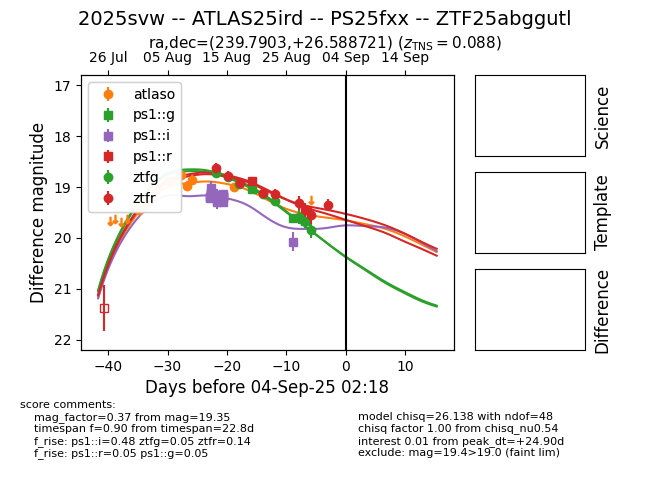 2025svw -- ATLAS25ird -- PS25fxx -- ZTF25abggutl
ra,dec=(239.7903,+26.588721) (zTNS = 0.088)
26 Jul 05 Aug 15 Aug 25 Aug 04 Sep 14 Sep
17
18
19
20
21
22
Difference magnitude
atlaso
ps1::g
ps1::i
ps1::r
ztfg
ztfr
−40 −30 −20 −10 0 10
Days before 04-Sep-25 02:18
Science
Template
Difference
score comments:
mag_factor=0.37 from mag=19.35
timespan f=0.90 from timespan=22.8d
f_rise: ps1::i=0.48 ztfg=0.05 ztfr=0.14
f_rise: ps1::r=0.05 ps1::g=0.05
model chisq=26.138 with ndof=48
chisq factor 1.00 from chisq_nu0.54
interest 0.01 from peak_dt=+24.90d
exclude: mag=19.4>19.0 (faint lim)